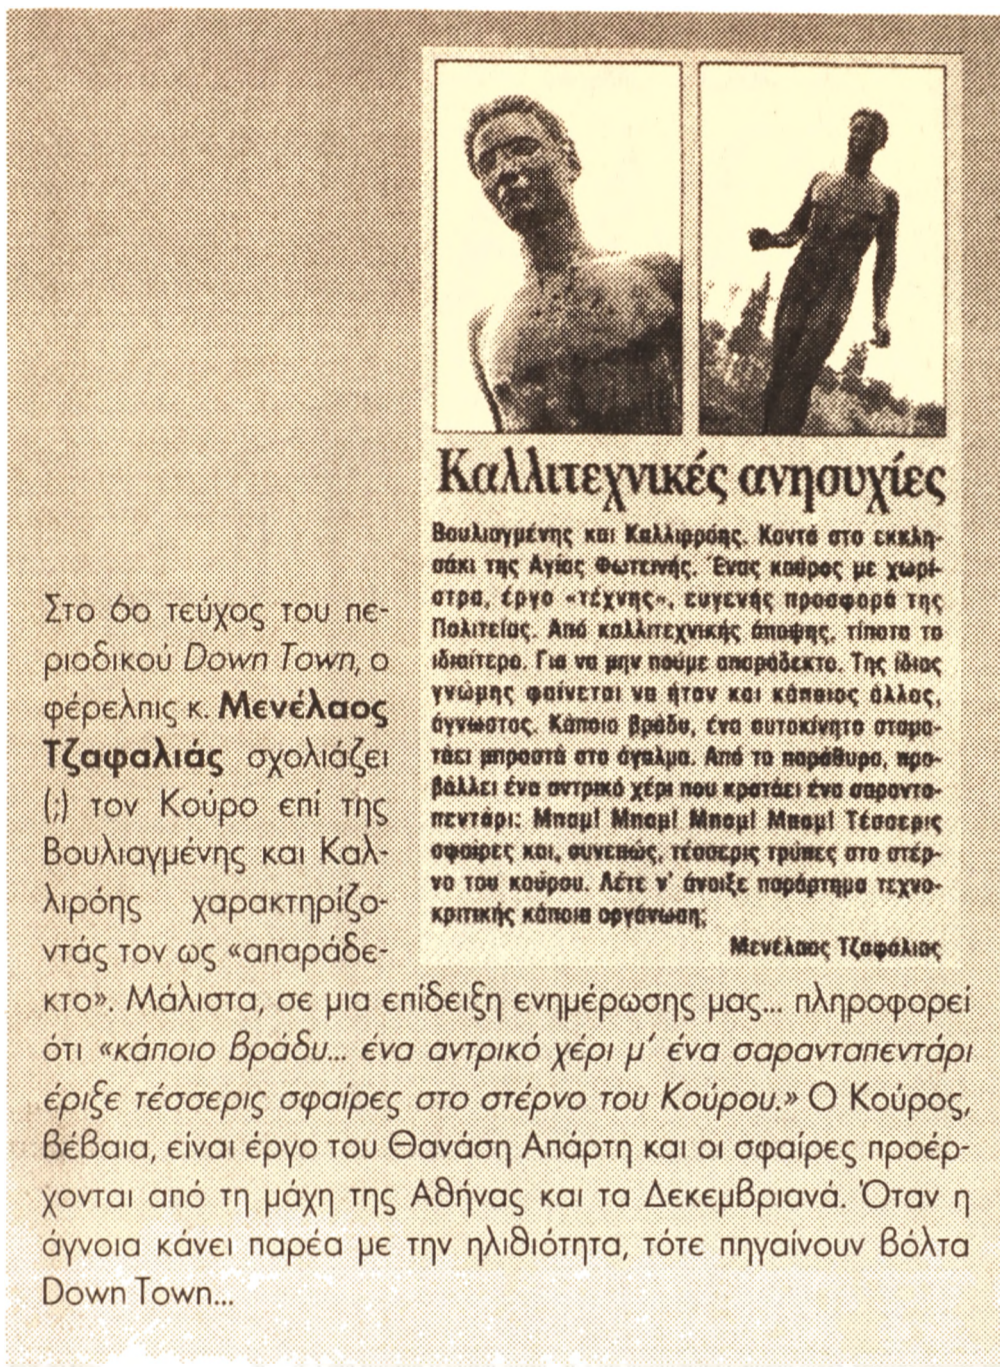 Καλλιτεχνικές ανησυχίες
Βουλιαγμένης και Καλλιρρόης. Κοντά στο εκκλη-
σάκι της Αγίας Φωτεινής. Ένας κούρος με χωρί-
στρα, έργο «τέχνης», ευγενής προσφορά της
Πολιτείας. Από καλλιτεχνικής άποψης, τίποτα το
ιδιαίτερο. Για να μην πούμε απαράδεκτο. Της ίδιας
γνώμης φαίνεται να ήταν και κάποιος άλλος,
άγνωστος. Κάποιο βράδυ, ένα αυτοκίνητο σταμα-
τάει μπροστά στο άγαλμα. Από το παράθυρο, προ-
βάλλει ένα αντρικό χέρι που κρατάει ένα σαραντα-
πεντάρι: Μπαμ! Μπαμ! Μπαμ! Μπαμ! Τέσσερις
σφαίρες και, συνεπώς, τέσσερις τρύπες στο στέρ-
νο του κούρου. Λέτε ν' άνοιξε παράρτημα τεχνο-
κριτικής κάποια οργάνωση;
Μενέλαος Τζαφάλιας
Στο 6ο τεύχος του πε-
ριοδικού Down Town, ο
φέρελπις κ. Μενέλαος
Τζαφαλιάς σχολιάζει
(;) τον Κούρο επί της
Βουλιαγμένης και Καλ-
λιρόης χαρακτηρίζο-
ντάς τον ως «απαράδε-
κτο». Μάλιστα, σε μια επίδειξη ενημέρωσης μας... πληροφορεί
ότι «κάποιο βράδυ... ένα αντρικό χέρι μ' ένα σαρανταπεντάρι
έριξε τέσσερις σφαίρες στο στέρνο του Κούρου.» Ο Κούρος,
βέβαια, είναι έργο του Θανάση Απάρτη και οι σφαίρες προέρ-
χονται από τη μάχη της Αθήνας και τα Δεκεμβριανά. Όταν η
άγνοια κάνει παρέα με την ηλιθιότητα, τότε πηγαίνουν βόλτα
Down Town...